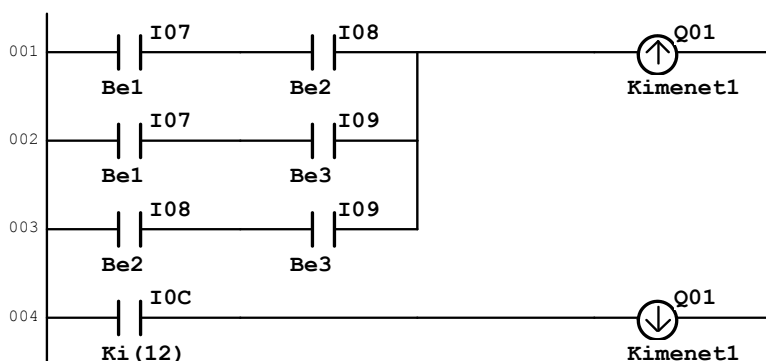 I07 I08 Q01
001
Be1 Be2 Kimenet1
I07 I09
002
Be1 Be3
I08 I09
003
Be2 Be3
I0C Q01
004
Ki(12) Kimenet1